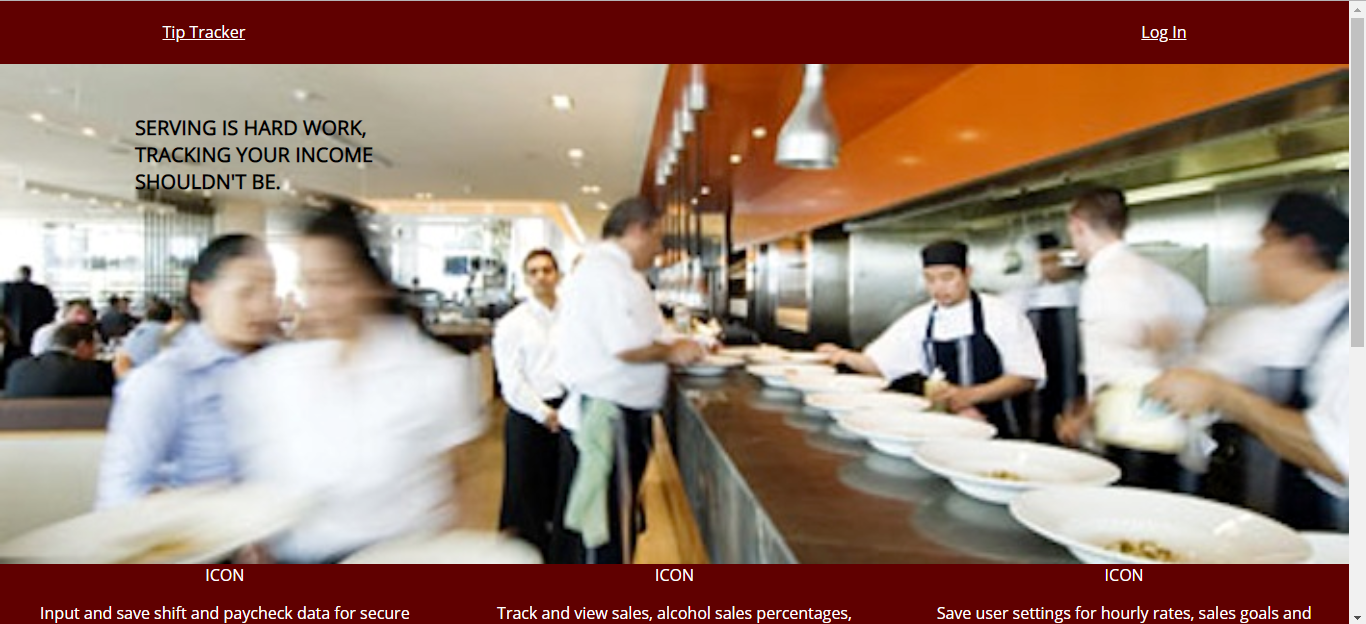 Tip Tracker
Log In
SERVING IS HARD WORK,
TRACKING YOUR INCOME
SHOULDN'T BE.
ICON
ICON
ICON
Input and save shift and paycheck data for secure
Track and view sales, alcohol sales percentages,
Save user settings for hourly rates, sales goals and